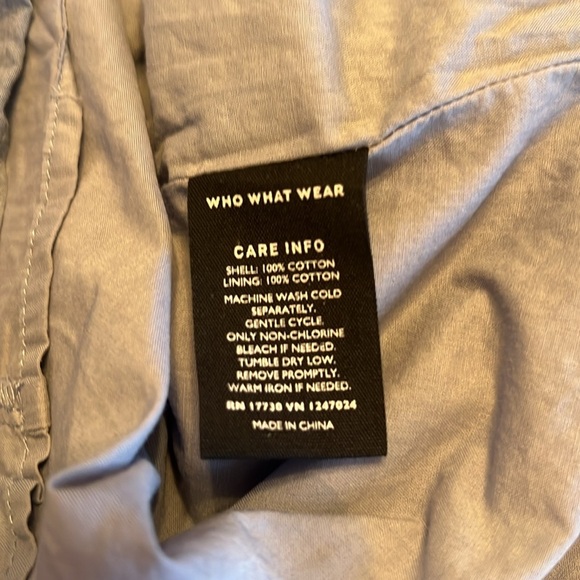 WHO WHAT WEAR
CARE INFO
SHELL: 100% COTTON
LINING: 100% COTTON
MACHINE WASH COLD
SEPARATELY.
GENTLE CYCLE.
ONLY NON-CHLORINE
BLEACH IF NEEDED.
TUMBLE DRY LOW.
REMOVE PROMPTLY.
WARM IRON IF NEEDED.
RN 17730 VN 1247024
MADE IN CHINA